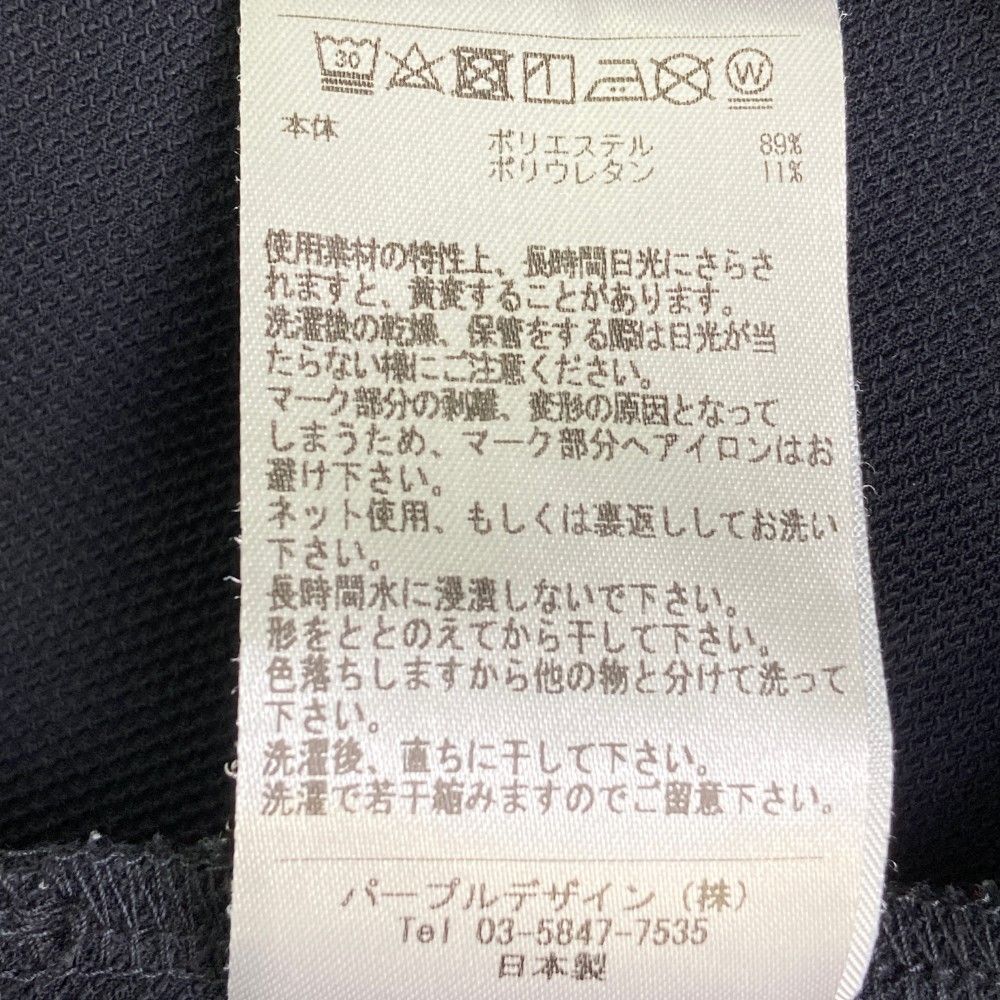 30
W
本体
ポリエステル 89%
ポリウレタン 11%
使用素材の特性上、長時間日光にさらさ
れますと、黄変することがあります。
洗濯後の乾燥、保管をする際は日光が当
たらない様にご注意ください。
マーク部分の剥離、変形の原因となって
しまうため、マーク部分へアイロンはお
避け下さい。
ネット使用、もしくは裏返ししてお洗い
下さい。
長時間水に浸漬しないで下さい。
形をととのえてから干して下さい。
色落ちしますから他の物と分けて洗って
下さい。
洗濯後、直ちに干して下さい。
洗濯で若干縮みますのでご留意下さい。
パープルデザイン(株)
Tel 03-5847-7535
日本製